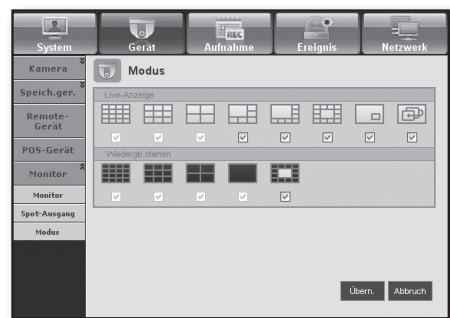 System
Gerät
Aufnahme
Ereignis
Netzwerk
REC
Kamera
Modus
Speich.ger.
Live-Anzeige
Remote-
Gerät
POS-Gerät
Wiedergb.starten
Monitor
Monitor
Spot-Ausgang
Modus
Übern.
Abbruch